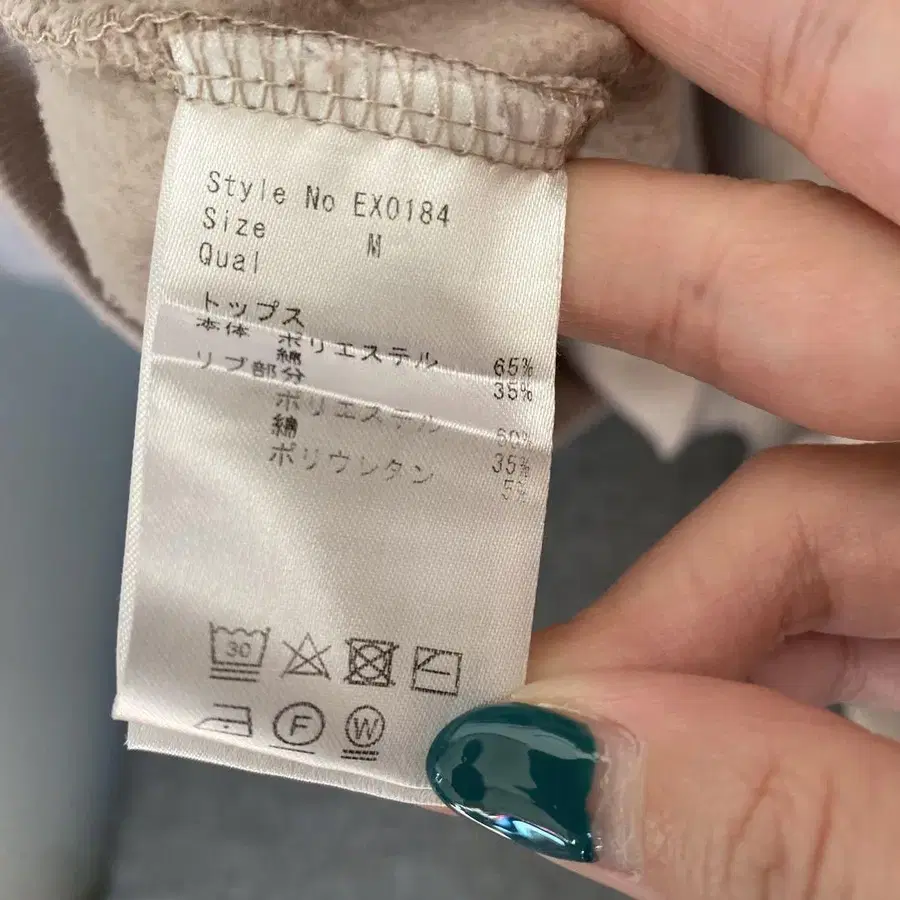 Style No EX0184
Size M
Qual
トップス
本体 ポリエステル 65%
綿 35%
リブ部分
ポリエステル 60%
綿 35%
ポリウレタン 5%
30
F W